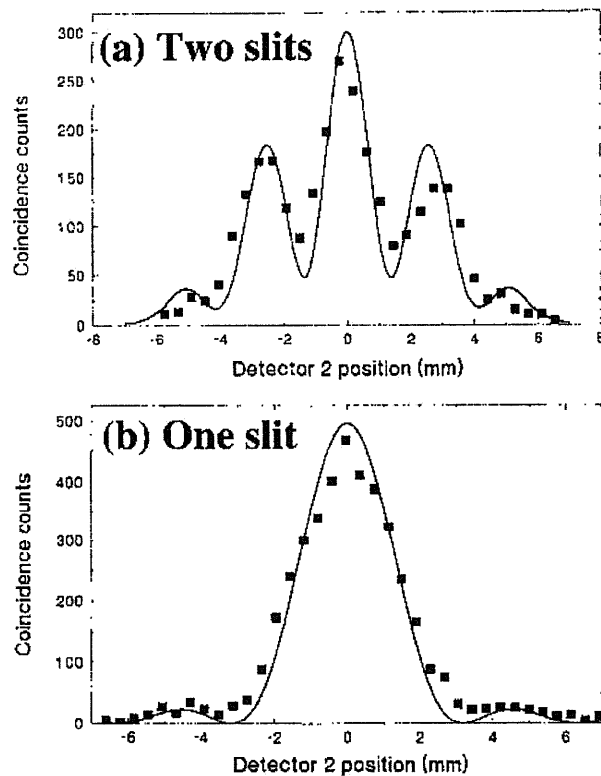 (a) Two slits
Coincidence counts
300
250
200
150
100
50
0
-8 -6 -4 -2 0 2 4 6 8
Detector 2 position (mm)
(b) One slit
Coincidence counts
500
400
300
200
100
0
-6 -4 -2 0 2 4 6
Detector 2 position (mm)